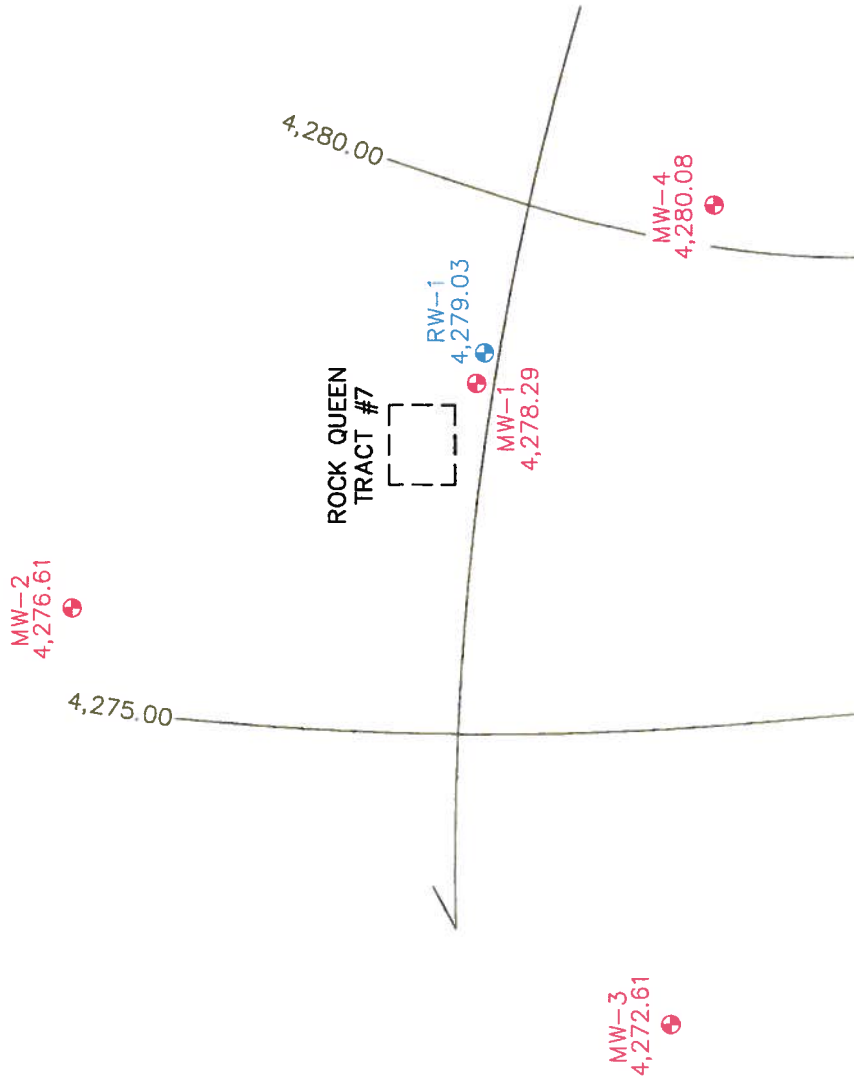 4,280.00
MW-4
4,280.08
RW-1
4,279.03
MW-1
4,278.29
ROCK QUEEN
TRACT #7
MW-2
4,276.61
4,275.00
MW-3
4,272.61